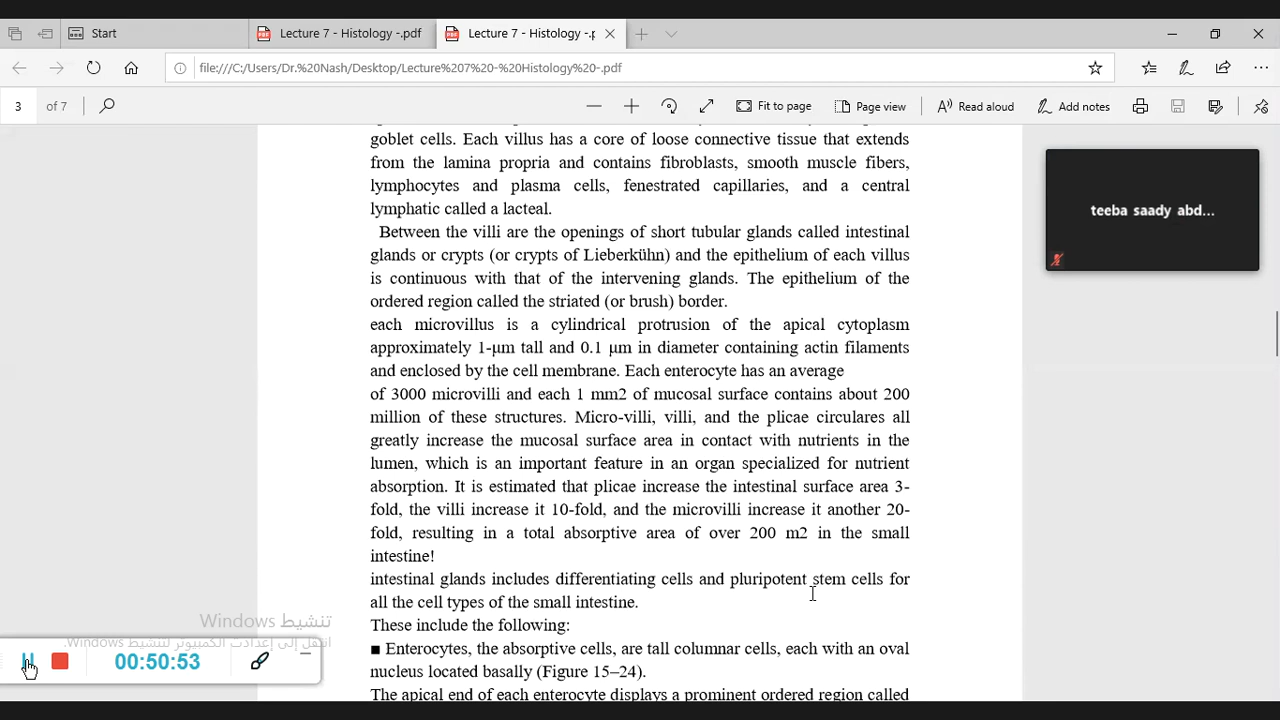 Start
Lecture 7 - Histology -.pdf
Lecture 7 - Histology -.p
file:///C:/Users/Dr.%20Nash/Desktop/Lecture%207%20-%20Histology%20-.pdf
3 of 7
Fit to page
Page view
Read aloud
Add notes
goblet cells. Each villus has a core of loose connective tissue that extends
from the lamina propria and contains fibroblasts, smooth muscle fibers,
lymphocytes and plasma cells, fenestrated capillaries, and a central
lymphatic called a lacteal.
Between the villi are the openings of short tubular glands called intestinal
glands or crypts (or crypts of Lieberkühn) and the epithelium of each villus
is continuous with that of the intervening glands. The epithelium of the
ordered region called the striated (or brush) border.
each microvillus is a cylindrical protrusion of the apical cytoplasm
approximately 1-μm tall and 0.1 μm in diameter containing actin filaments
and enclosed by the cell membrane. Each enterocyte has an average
of 3000 microvilli and each 1 mm2 of mucosal surface contains about 200
million of these structures. Micro-villi, villi, and the plicae circulares all
greatly increase the mucosal surface area in contact with nutrients in the
lumen, which is an important feature in an organ specialized for nutrient
absorption. It is estimated that plicae increase the intestinal surface area 3-
fold, the villi increase it 10-fold, and the microvilli increase it another 20-
fold, resulting in a total absorptive area of over 200 m2 in the small
intestine!
intestinal glands includes differentiating cells and pluripotent stem cells for
all the cell types of the small intestine.
These include the following:
■ Enterocytes, the absorptive cells, are tall columnar cells, each with an oval
nucleus located basally (Figure 15–24).
The apical end of each enterocyte displays a prominent ordered region called
teeba saady abd...
تنشيط Windows
انتقل إلى إعدادت الكمبيوتر لتنشيط Windows.
00:50:53